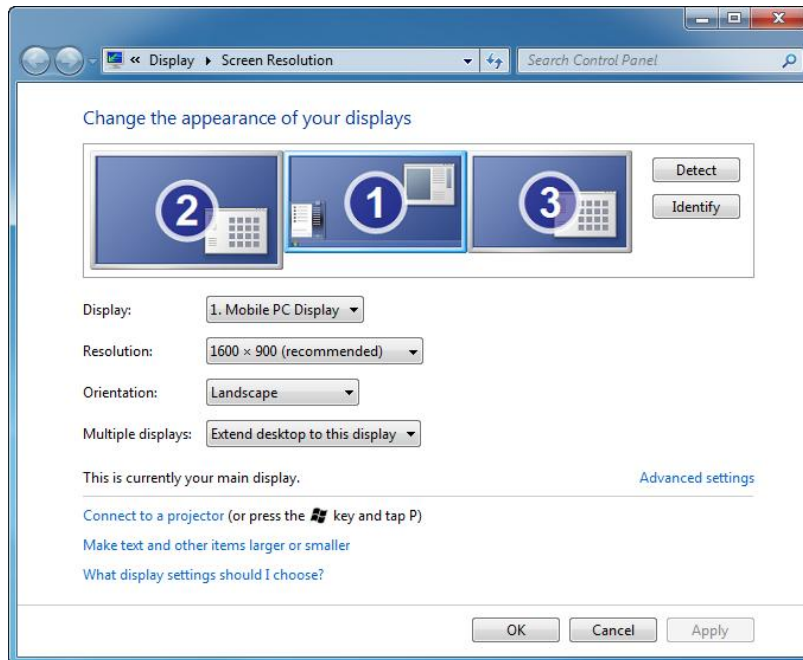 « Display ▸ Screen Resolution
Search Control Panel
Change the appearance of your displays
2
1
3
Detect
Identify
Display: 1. Mobile PC Display
Resolution: 1600 × 900 (recommended)
Orientation: Landscape
Multiple displays: Extend desktop to this display
This is currently your main display. Advanced settings
Connect to a projector (or press the key and tap P)
Make text and other items larger or smaller
What display settings should I choose?
OK Cancel Apply